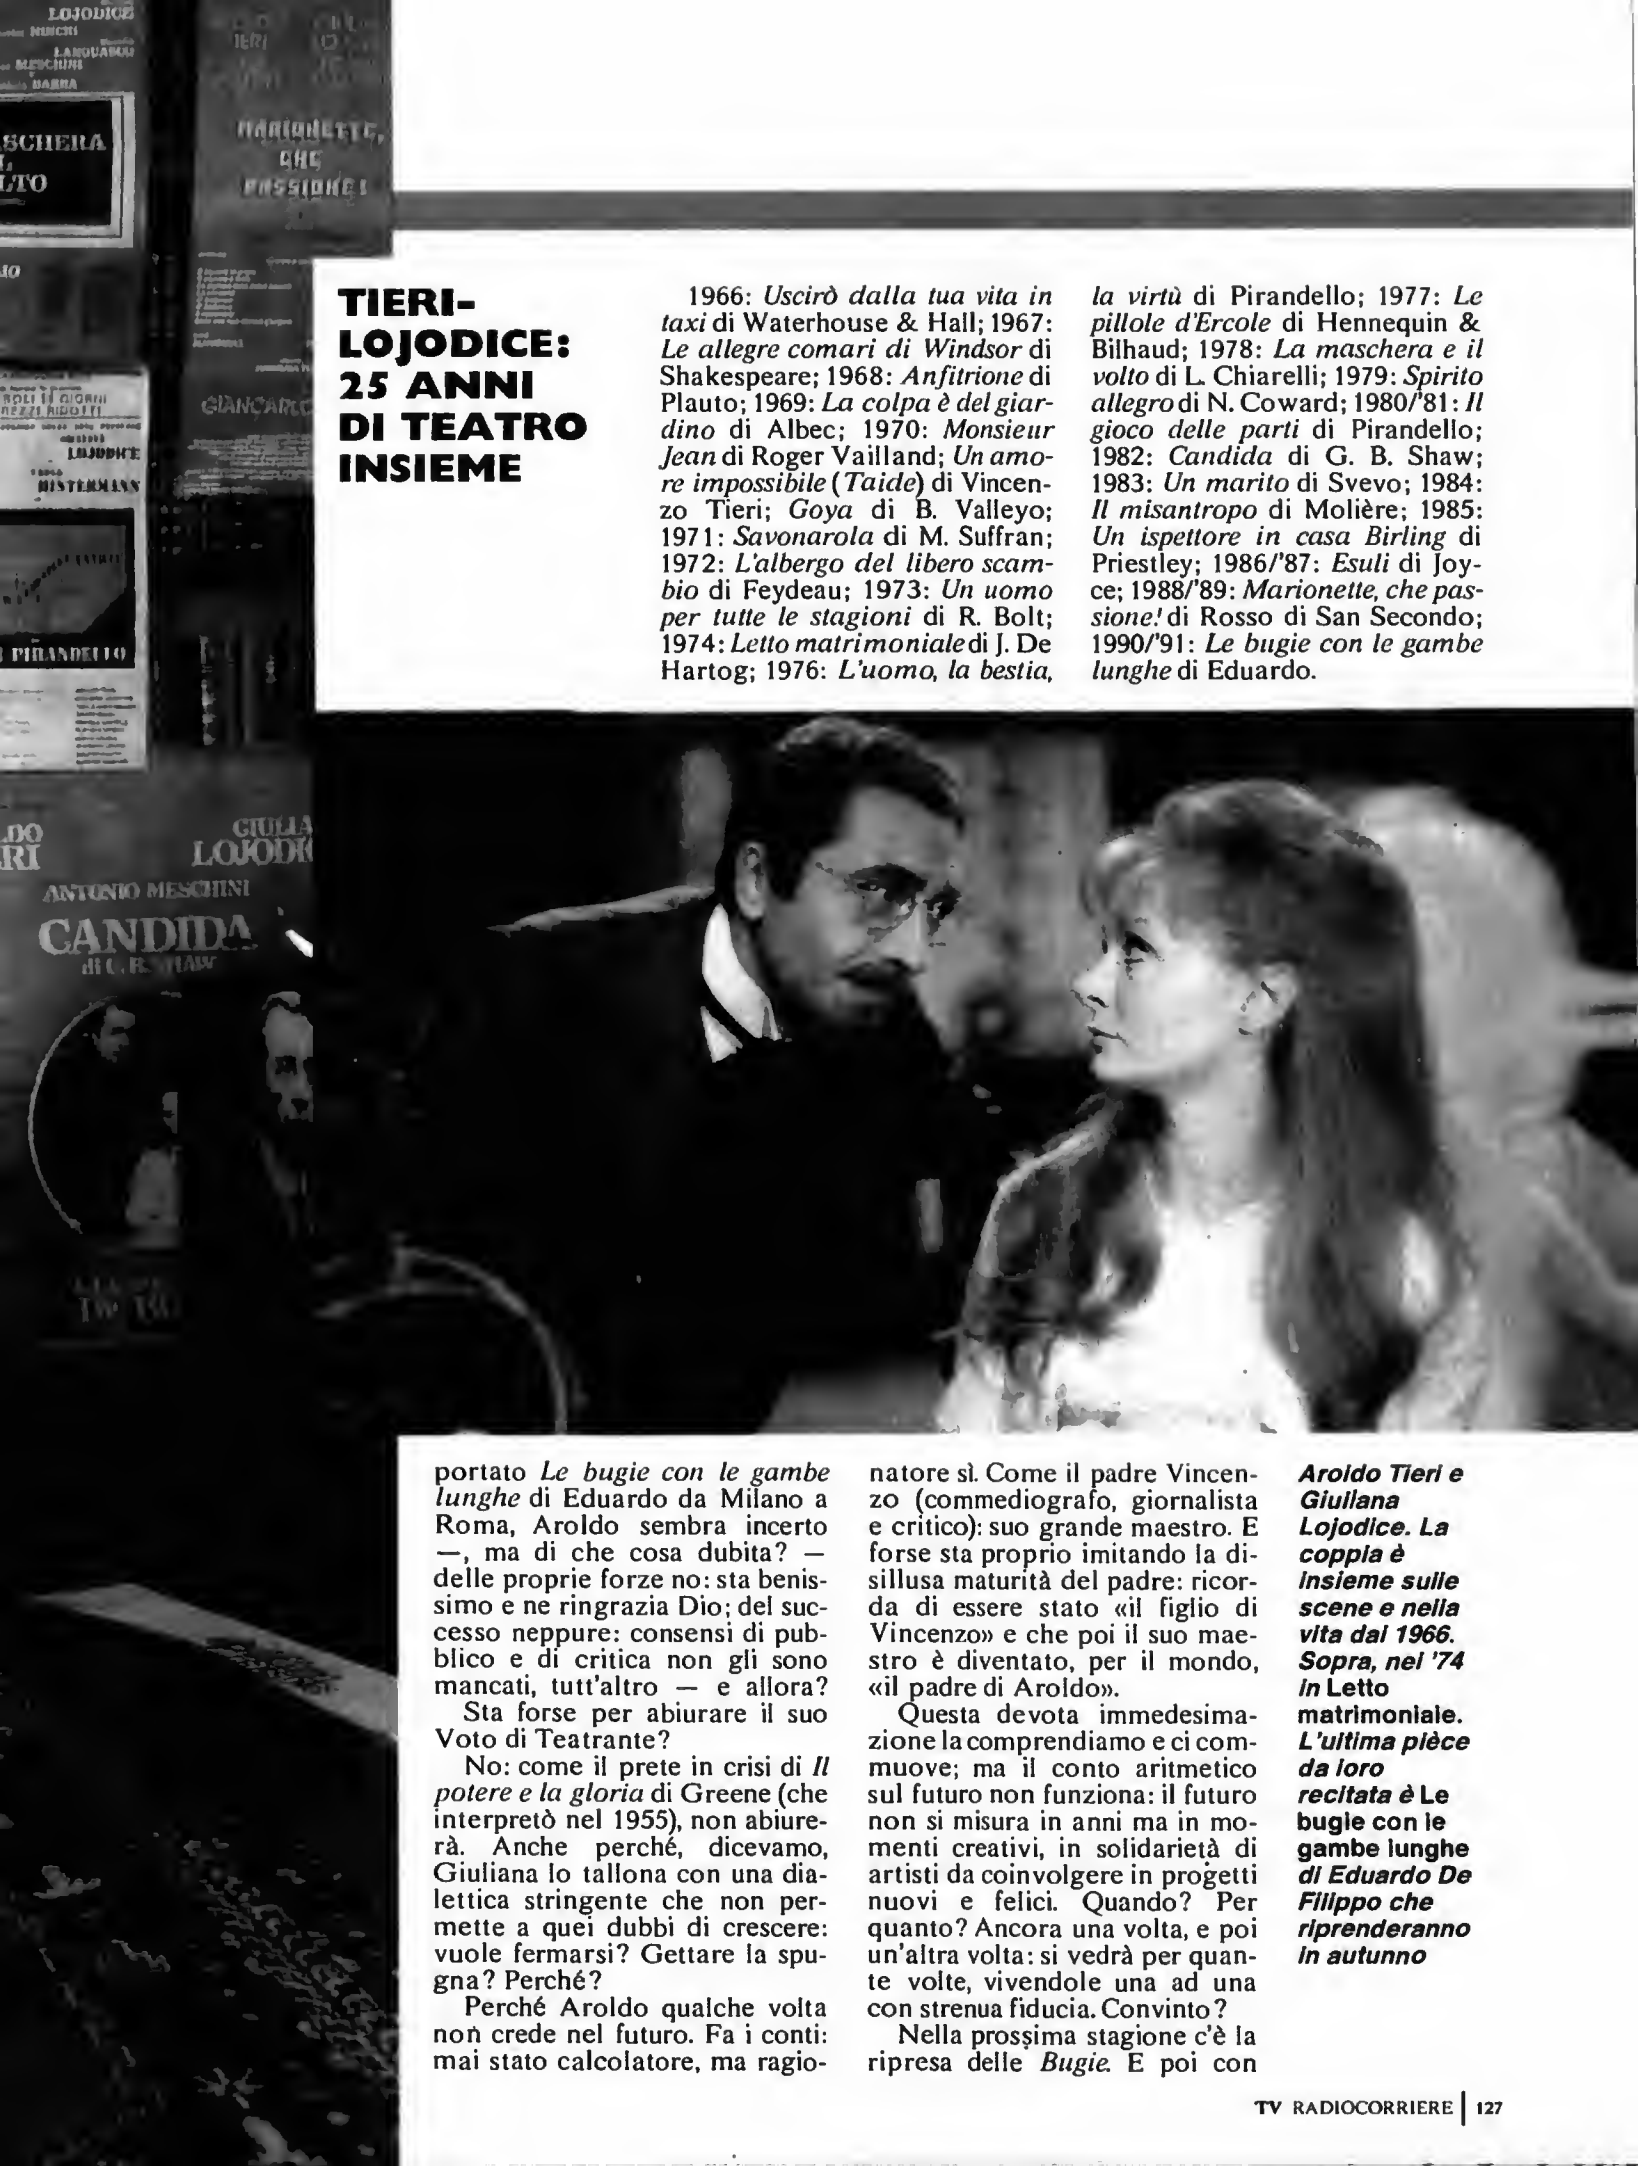 LOJODICE
NINCHI
LANGUASCO
MESCHINI
BARRA
SCHERA
LTO
MARIONETTE,
CHE
PASSIONE!
GIANCARLO
LOJODICE
BISTERMANN
PIRANDELLO
GIULIA
LOJODI
ANTONIO MESCHINI
CANDIDA
di G. B. SHAW
TIERI-
LOJODICE:
25 ANNI
DI TEATRO
INSIEME
1966: Uscirò dalla tua vita in
taxi di Waterhouse & Hall; 1967:
Le allegre comari di Windsor di
Shakespeare; 1968: Anfitrione di
Plauto; 1969: La colpa è del giar-
dino di Albec; 1970: Monsieur
Jean di Roger Vailland; Un amo-
re impossibile (Taide) di Vincen-
zo Tieri; Goya di B. Valleyo;
1971: Savonarola di M. Suffran;
1972: L'albergo del libero scam-
bio di Feydeau; 1973: Un uomo
per tutte le stagioni di R. Bolt;
1974: Letto matrimoniale di J. De
Hartog; 1976: L'uomo, la bestia,
la virtù di Pirandello; 1977: Le
pillole d'Ercole di Hennequin &
Bilhaud; 1978: La maschera e il
volto di L. Chiarelli; 1979: Spirito
allegro di N. Coward; 1980/'81: Il
gioco delle parti di Pirandello;
1982: Candida di G. B. Shaw;
1983: Un marito di Svevo; 1984:
Il misantropo di Molière; 1985:
Un ispettore in casa Birling di
Priestley; 1986/'87: Esuli di Joy-
ce; 1988/'89: Marionette, che pas-
sione! di Rosso di San Secondo;
1990/'91: Le bugie con le gambe
lunghe di Eduardo.
portato Le bugie con le gambe
lunghe di Eduardo da Milano a
Roma, Aroldo sembra incerto
—, ma di che cosa dubita? —
delle proprie forze no: sta benis-
simo e ne ringrazia Dio; del suc-
cesso neppure: consensi di pub-
blico e di critica non gli sono
mancati, tutt'altro — e allora?
Sta forse per abiurare il suo
Voto di Teatrante?
No: come il prete in crisi di Il
potere e la gloria di Greene (che
interpretò nel 1955), non abiure-
rà. Anche perché, dicevamo,
Giuliana lo tallona con una dia-
lettica stringente che non per-
mette a quei dubbi di crescere:
vuole fermarsi? Gettare la spu-
gna? Perché?
Perché Aroldo qualche volta
non crede nel futuro. Fa i conti:
mai stato calcolatore, ma ragio-
natore sì. Come il padre Vincen-
zo (commediografo, giornalista
e critico): suo grande maestro. E
forse sta proprio imitando la di-
sillusa maturità del padre: ricor-
da di essere stato «il figlio di
Vincenzo» e che poi il suo mae-
stro è diventato, per il mondo,
«il padre di Aroldo».
Questa devota immedesima-
zione la comprendiamo e ci com-
muove; ma il conto aritmetico
sul futuro non funziona: il futuro
non si misura in anni ma in mo-
menti creativi, in solidarietà di
artisti da coinvolgere in progetti
nuovi e felici. Quando? Per
quanto? Ancora una volta, e poi
un'altra volta: si vedrà per quan-
te volte, vivendole una ad una
con strenua fiducia. Convinto?
Nella prossima stagione c'è la
ripresa delle Bugie. E poi con
Aroldo Tieri e
Giuliana
Lojodice. La
coppia è
insieme sulle
scene e nella
vita dal 1966.
Sopra, nel '74
in Letto
matrimoniale.
L'ultima pièce
da loro
recitata è Le
bugie con le
gambe lunghe
di Eduardo De
Filippo che
riprenderanno
in autunno
TV RADIOCORRIERE | 127